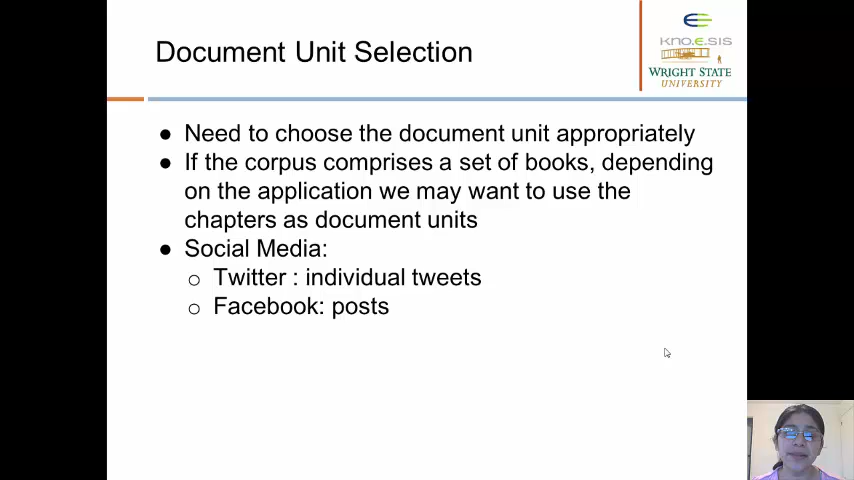 Document Unit Selection
KNO.E.SIS
WRIGHT STATE
UNIVERSITY
● Need to choose the document unit appropriately
● If the corpus comprises a set of books, depending
on the application we may want to use the
chapters as document units
● Social Media:
○ Twitter : individual tweets
○ Facebook: posts